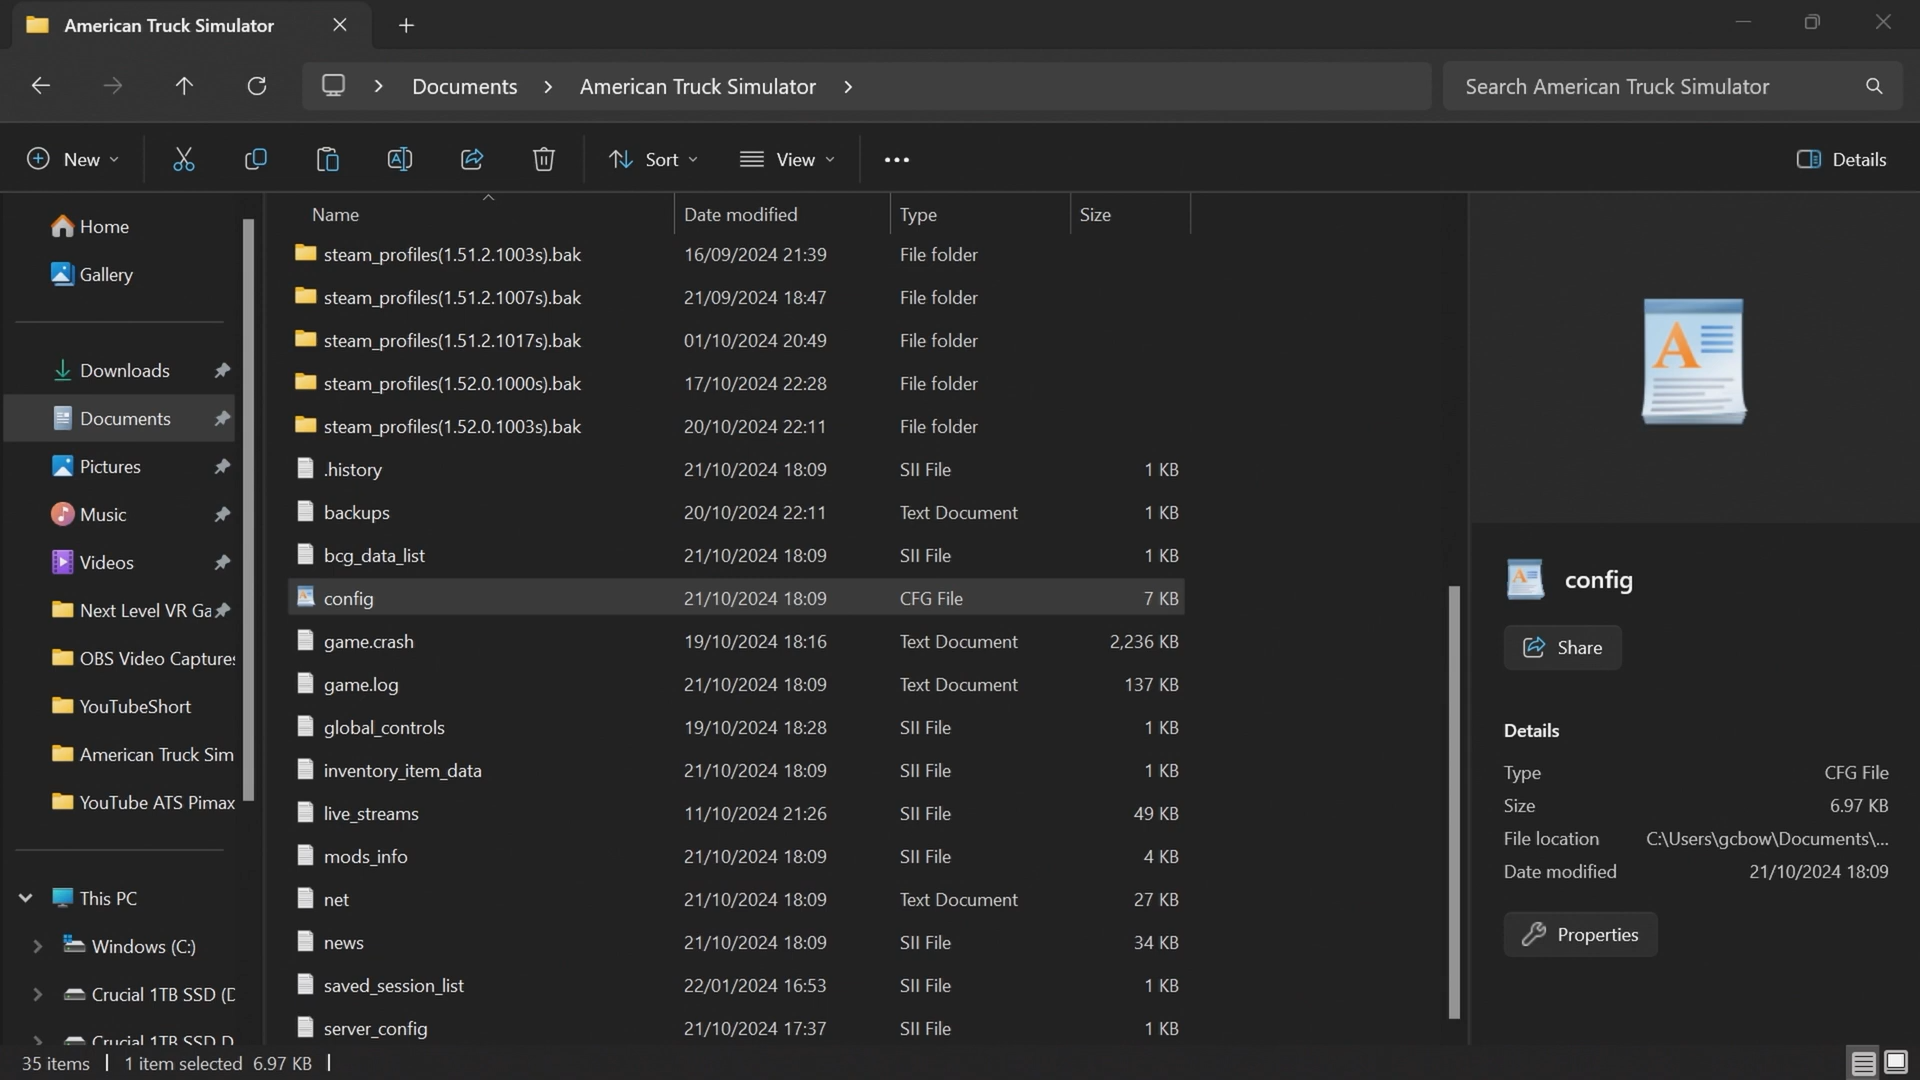 American Truck Simulator
Documents
American Truck Simulator
Search American Truck Simulator
New
Sort
View
Details
Name
Date modified
Type
Size
Home
Gallery
Downloads
Documents
Pictures
Music
Videos
Next Level VR Ga
OBS Video Captures
YouTubeShort
American Truck Sim
YouTube ATS Pimax
This PC
Windows (C:)
Crucial 1TB SSD (D
Crucial 1TB SSD D
steam_profiles(1.51.2.1003s).bak 16/09/2024 21:39 File folder
steam_profiles(1.51.2.1007s).bak 21/09/2024 18:47 File folder
steam_profiles(1.51.2.1017s).bak 01/10/2024 20:49 File folder
steam_profiles(1.52.0.1000s).bak 17/10/2024 22:28 File folder
steam_profiles(1.52.0.1003s).bak 20/10/2024 22:11 File folder
.history 21/10/2024 18:09 SII File 1 KB
backups 20/10/2024 22:11 Text Document 1 KB
bcg_data_list 21/10/2024 18:09 SII File 1 KB
config 21/10/2024 18:09 CFG File 7 KB
game.crash 19/10/2024 18:16 Text Document 2,236 KB
game.log 21/10/2024 18:09 Text Document 137 KB
global_controls 19/10/2024 18:28 SII File 1 KB
inventory_item_data 21/10/2024 18:09 SII File 1 KB
live_streams 11/10/2024 21:26 SII File 49 KB
mods_info 21/10/2024 18:09 SII File 4 KB
net 21/10/2024 18:09 Text Document 27 KB
news 21/10/2024 18:09 SII File 34 KB
saved_session_list 22/01/2024 16:53 SII File 1 KB
server_config 21/10/2024 17:37 SII File 1 KB
config
Share
Details
Type CFG File
Size 6.97 KB
File location C:\Users\gcbow\Documents\...
Date modified 21/10/2024 18:09
Properties
35 items
1 item selected 6.97 KB